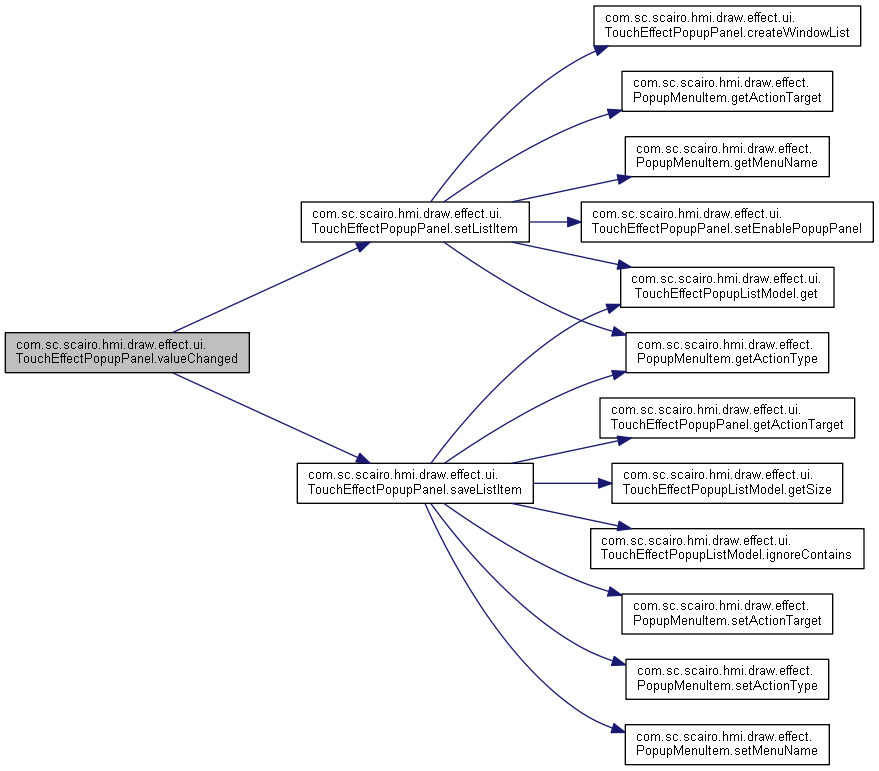 com.sc.scairo.hmi.draw.effect.ui.
TouchEffectPopupPanel.createWindowList
com.sc.scairo.hmi.draw.effect.
PopupMenuItem.getActionTarget
com.sc.scairo.hmi.draw.effect.
PopupMenuItem.getMenuName
com.sc.scairo.hmi.draw.effect.ui.
TouchEffectPopupPanel.setListItem
com.sc.scairo.hmi.draw.effect.ui.
TouchEffectPopupPanel.setEnablePopupPanel
com.sc.scairo.hmi.draw.effect.ui.
TouchEffectPopupListModel.get
com.sc.scairo.hmi.draw.effect.ui.
TouchEffectPopupPanel.valueChanged
com.sc.scairo.hmi.draw.effect.
PopupMenuItem.getActionType
com.sc.scairo.hmi.draw.effect.ui.
TouchEffectPopupPanel.getActionTarget
com.sc.scairo.hmi.draw.effect.ui.
TouchEffectPopupPanel.saveListItem
com.sc.scairo.hmi.draw.effect.ui.
TouchEffectPopupListModel.getSize
com.sc.scairo.hmi.draw.effect.ui.
TouchEffectPopupListModel.ignoreContains
com.sc.scairo.hmi.draw.effect.
PopupMenuItem.setActionTarget
com.sc.scairo.hmi.draw.effect.
PopupMenuItem.setActionType
com.sc.scairo.hmi.draw.effect.
PopupMenuItem.setMenuName